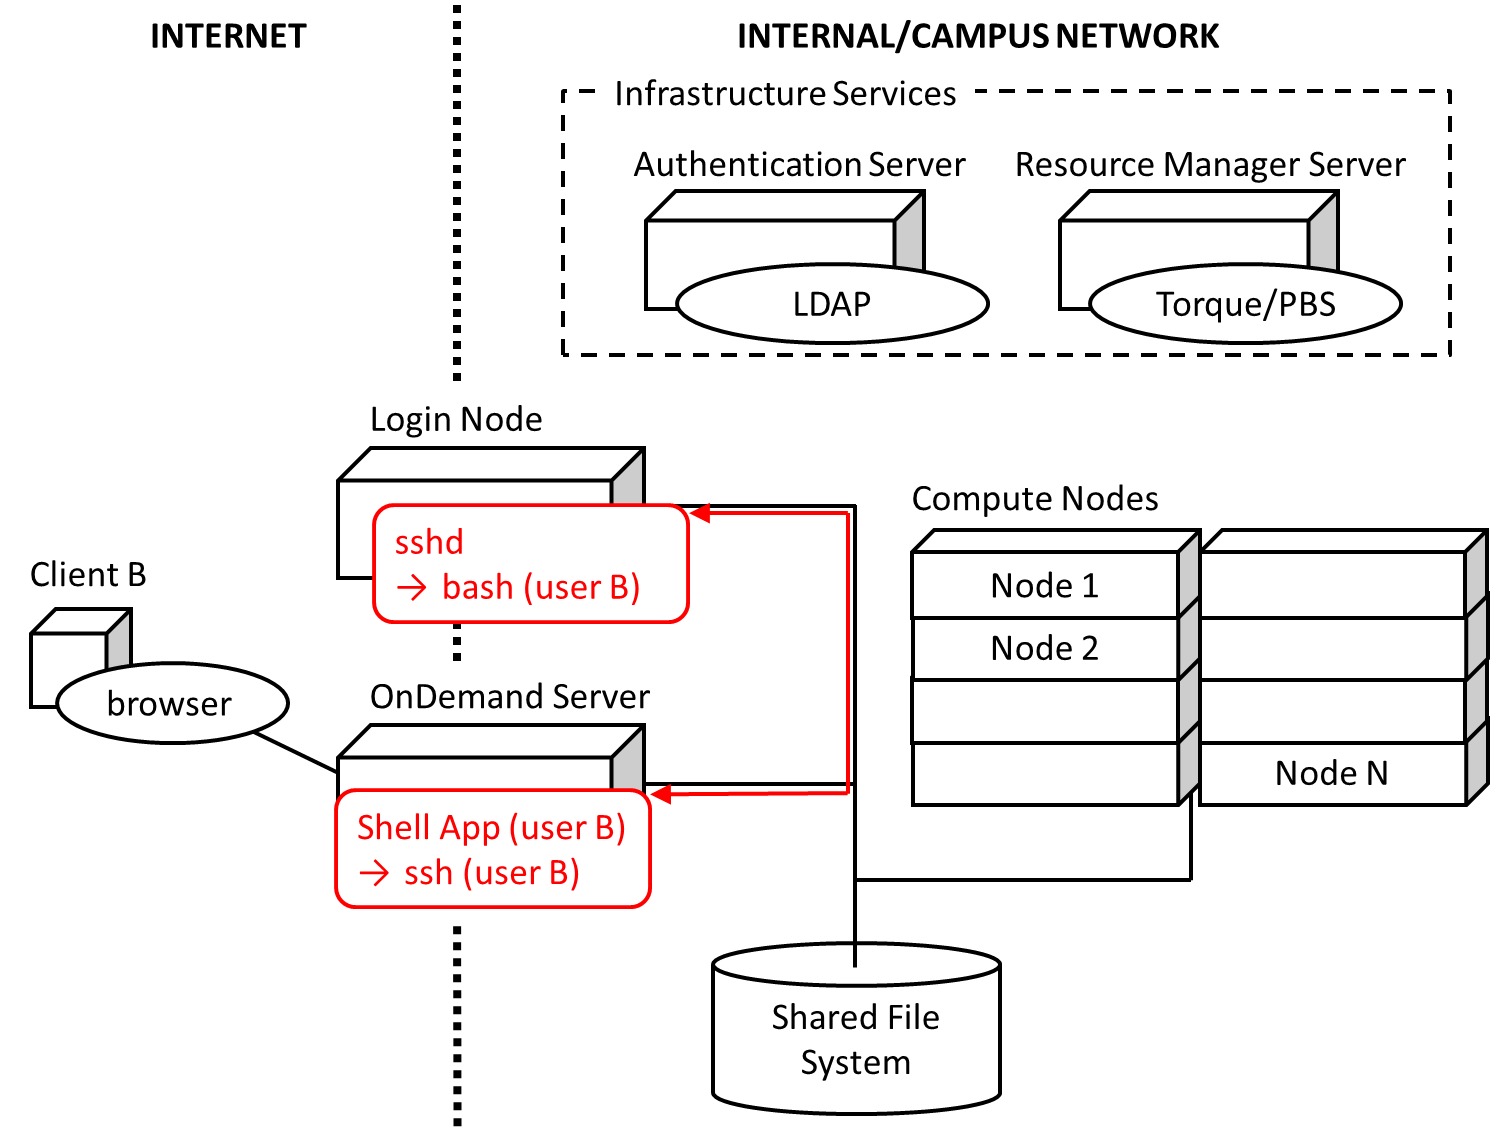 INTERNET
INTERNAL/CAMPUS NETWORK
Infrastructure Services
Authentication Server
Resource Manager Server
LDAP
Torque/PBS
Login Node
sshd
→ bash (user B)
Compute Nodes
Node 1
Node 2
Node N
Client B
browser
OnDemand Server
Shell App (user B)
→ ssh (user B)
Shared File
System